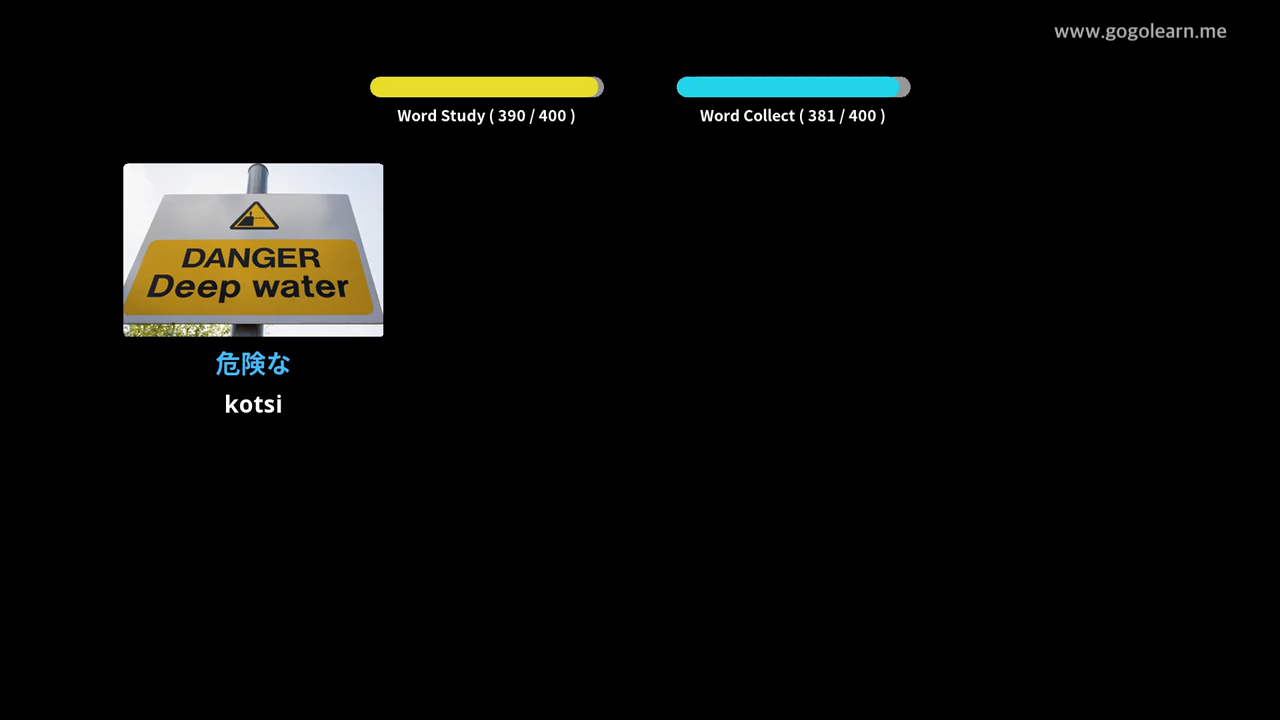 www.gogolearn.me
Word Study ( 390 / 400 )
Word Collect ( 381 / 400 )
DANGER
Deep water
危険な
kotsi